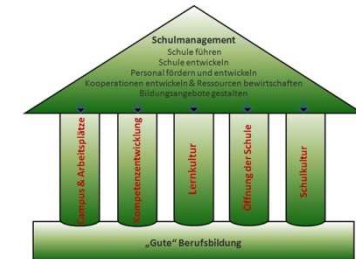 Schulmanagement
Schule führen
Schule entwickeln
Personal fördern und entwickeln
Kooperationen entwickeln & Ressourcen bewirtschaften
Bildungsangebote gestalten
Campus & Arbeitsplätze
Kompetenzentwicklung
Lernkultur
Öffnung der Schule
Schulkultur
„Gute“ Berufsbildung